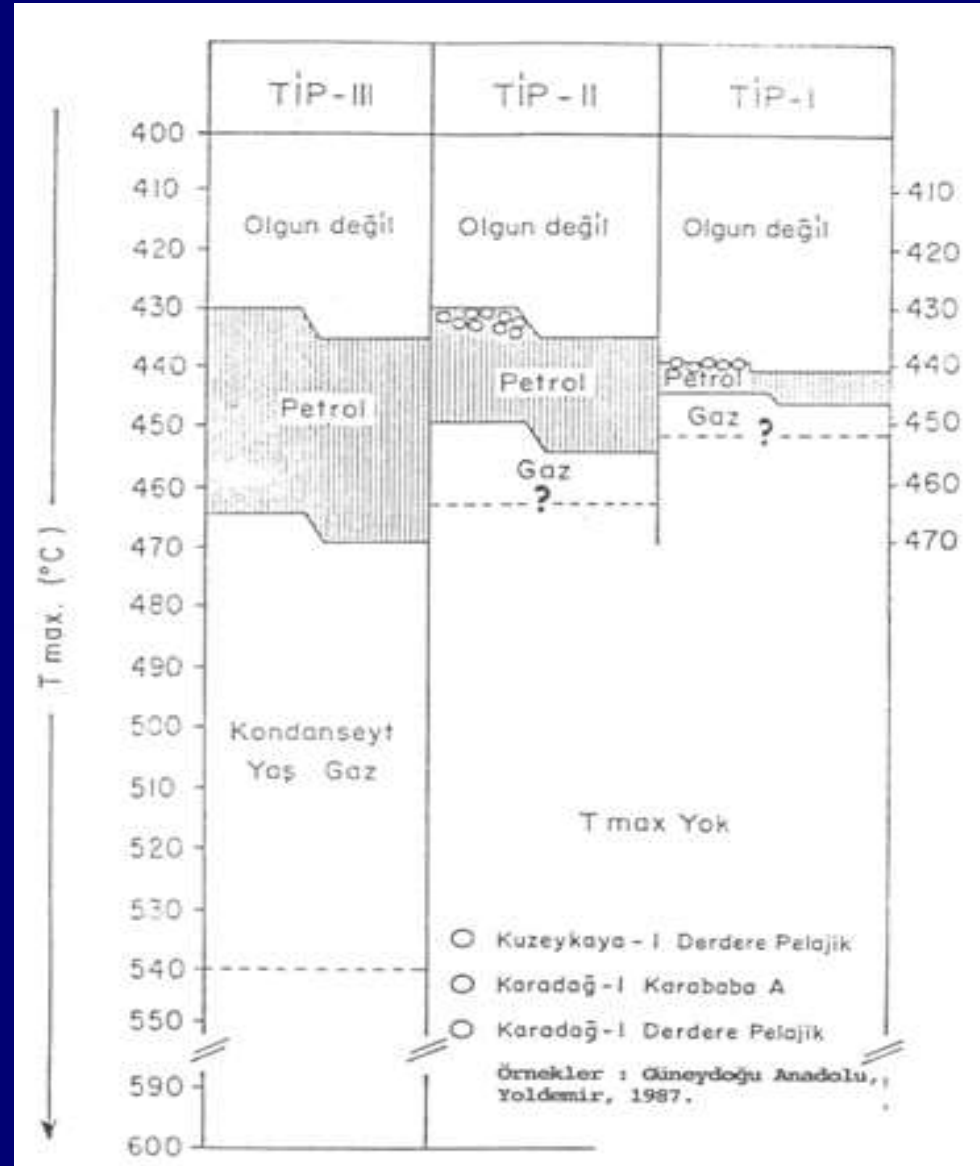 TİP-III TİP-II TİP-I
400
410 410
Olgun değil Olgun değil Olgun değil
420 420
430 430
440 440
Petrol Petrol Petrol
450 Gaz ? 450
Gaz
460 ? 460
470 470
480
490
500 Kondanseyt
Yaş Gaz
510
T max Yok
520
530
Kuzeykaya-I Derdere Pelajik
540
Karadağ-I Karababa A
550
Karadağ-I Derdere Pelajik
Örnekler : Güneydoğu Anadolu,
590
Yoldemir, 1987.
600
T max. (°C)